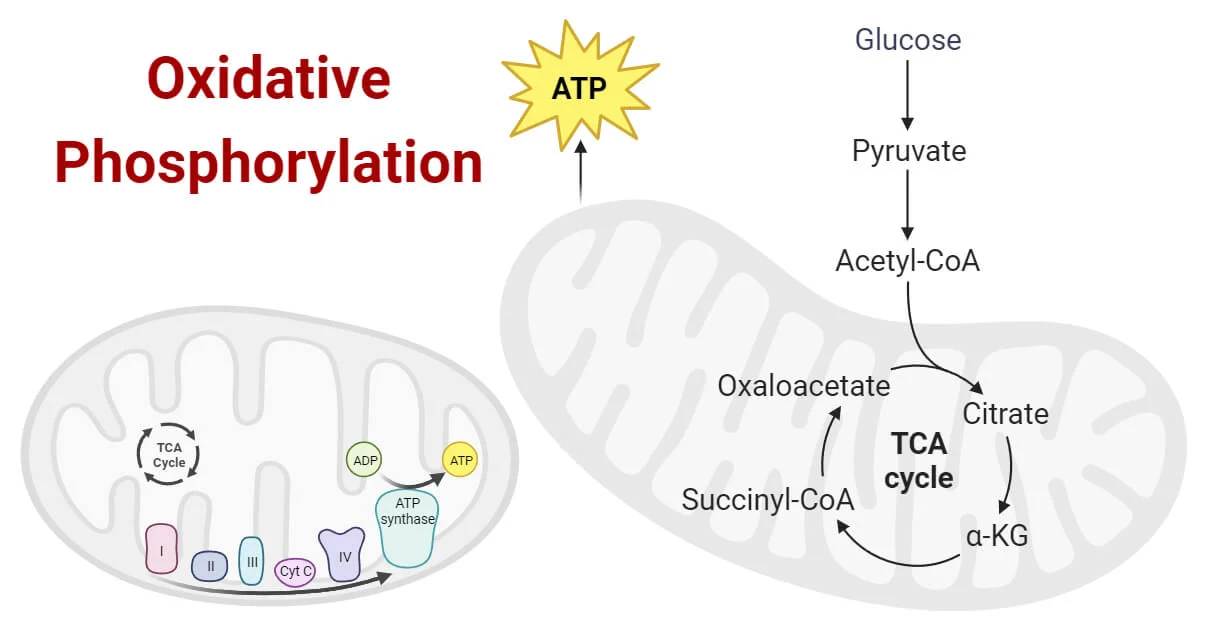 Oxidative
Phosphorylation
ATP
Glucose
Pyruvate
Acetyl-CoA
Oxaloacetate
Citrate
TCA
cycle
Succinyl-CoA
α-KG
TCA
Cycle
ADP
ATP
ATP
synthase
I
II
III
Cyt C
IV